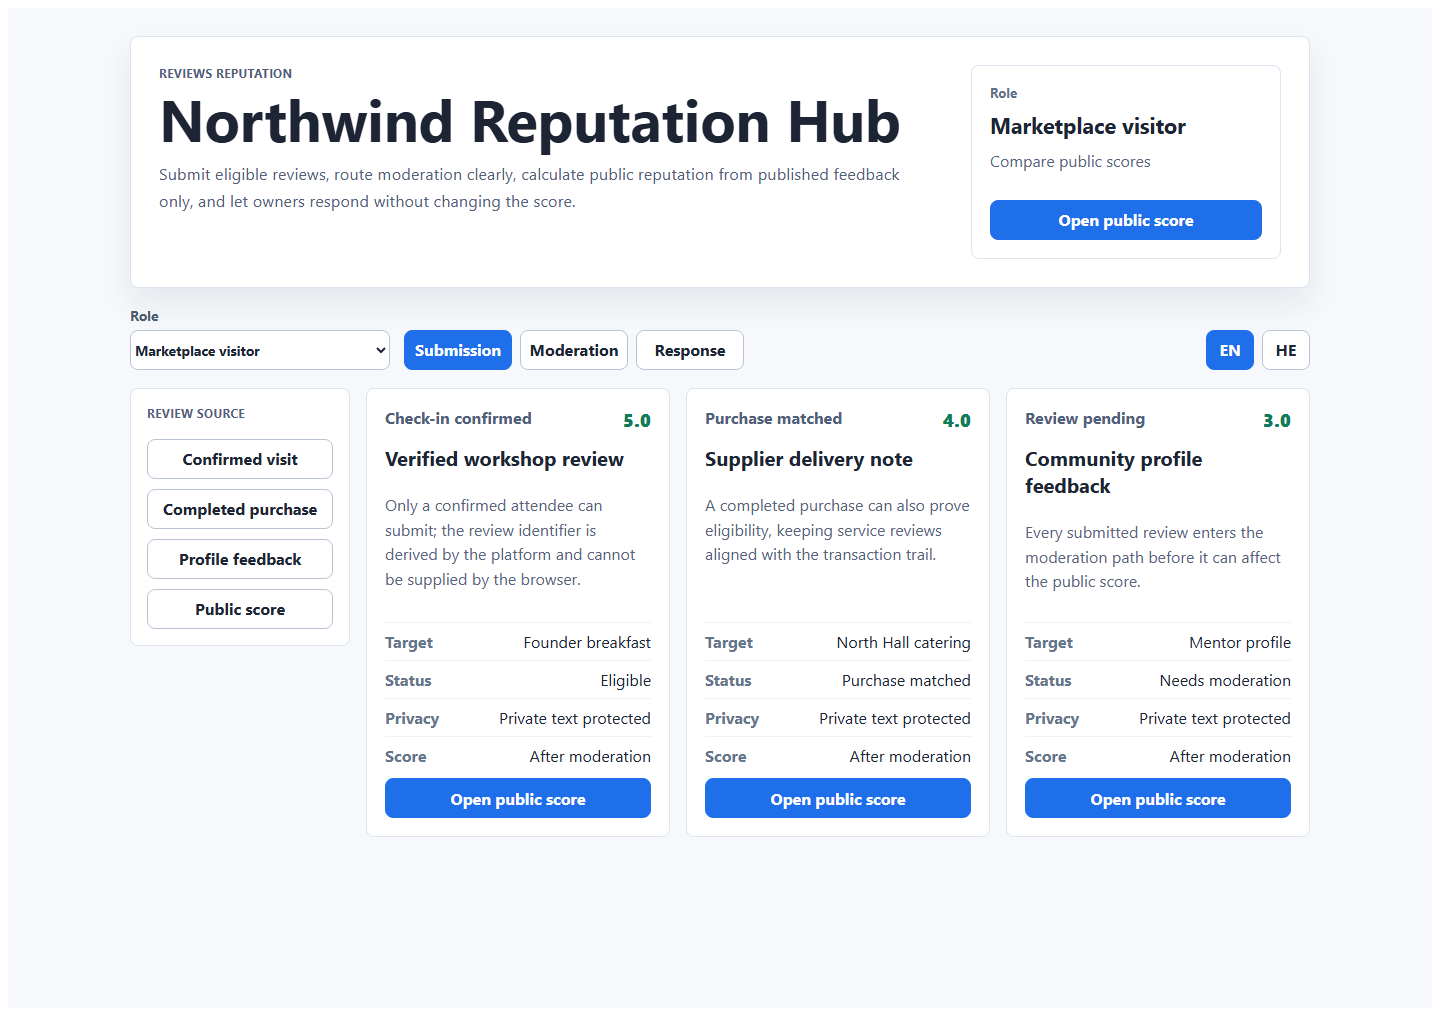 REVIEWS REPUTATION
Northwind Reputation Hub
Submit eligible reviews, route moderation clearly, calculate public reputation from published feedback
only, and let owners respond without changing the score.
Role
Marketplace visitor
Compare public scores
Open public score
Role
Marketplace visitor
Submission
Moderation
Response
EN
HE
REVIEW SOURCE
Confirmed visit
Completed purchase
Profile feedback
Public score
Check-in confirmed
5.0
Verified workshop review
Only a confirmed attendee can
submit; the review identifier is
derived by the platform and cannot
be supplied by the browser.
Target Founder breakfast
Status Eligible
Privacy Private text protected
Score After moderation
Open public score
Purchase matched
4.0
Supplier delivery note
A completed purchase can also prove
eligibility, keeping service reviews
aligned with the transaction trail.
Target North Hall catering
Status Purchase matched
Privacy Private text protected
Score After moderation
Open public score
Review pending
3.0
Community profile
feedback
Every submitted review enters the
moderation path before it can affect
the public score.
Target Mentor profile
Status Needs moderation
Privacy Private text protected
Score After moderation
Open public score